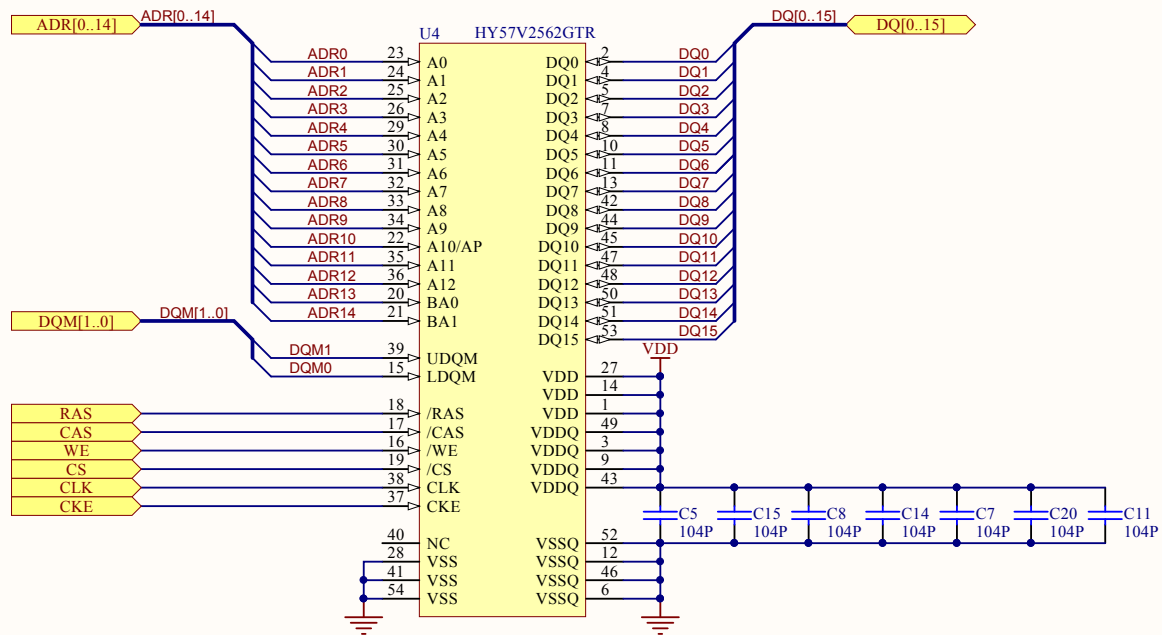 ADR[0..14] ADR[0..14] DQ[0..15] DQ[0..15]
U4 HY57V2562GTR
ADR0 23 A0 DQ0 2 DQ0
ADR1 24 A1 DQ1 4 DQ1
ADR2 25 A2 DQ2 5 DQ2
ADR3 26 A3 DQ3 7 DQ3
ADR4 29 A4 DQ4 8 DQ4
ADR5 30 A5 DQ5 10 DQ5
ADR6 31 A6 DQ6 11 DQ6
ADR7 32 A7 DQ7 13 DQ7
ADR8 33 A8 DQ8 42 DQ8
ADR9 34 A9 DQ9 44 DQ9
ADR10 22 A10/AP DQ10 45 DQ10
ADR11 35 A11 DQ11 47 DQ11
ADR12 36 A12 DQ12 48 DQ12
ADR13 20 BA0 DQ13 50 DQ13
ADR14 21 BA1 DQ14 51 DQ14
DQ15 53 DQ15
DQM[1..0] DQM[1..0]
VDD
DQM1 39 UDQM
DQM0 15 LDQM VDD 27
VDD 14
RAS 18 /RAS VDD 1
CAS 17 /CAS VDDQ 49
WE 16 /WE VDDQ 3
CS 19 /CS VDDQ 9
CLK 38 CLK VDDQ 43
CKE 37 CKE
C5 C15 C8 C14 C7 C20 C11
104P 104P 104P 104P 104P 104P 104P
40 NC VSSQ 52
28 VSS VSSQ 12
41 VSS VSSQ 46
54 VSS VSSQ 6